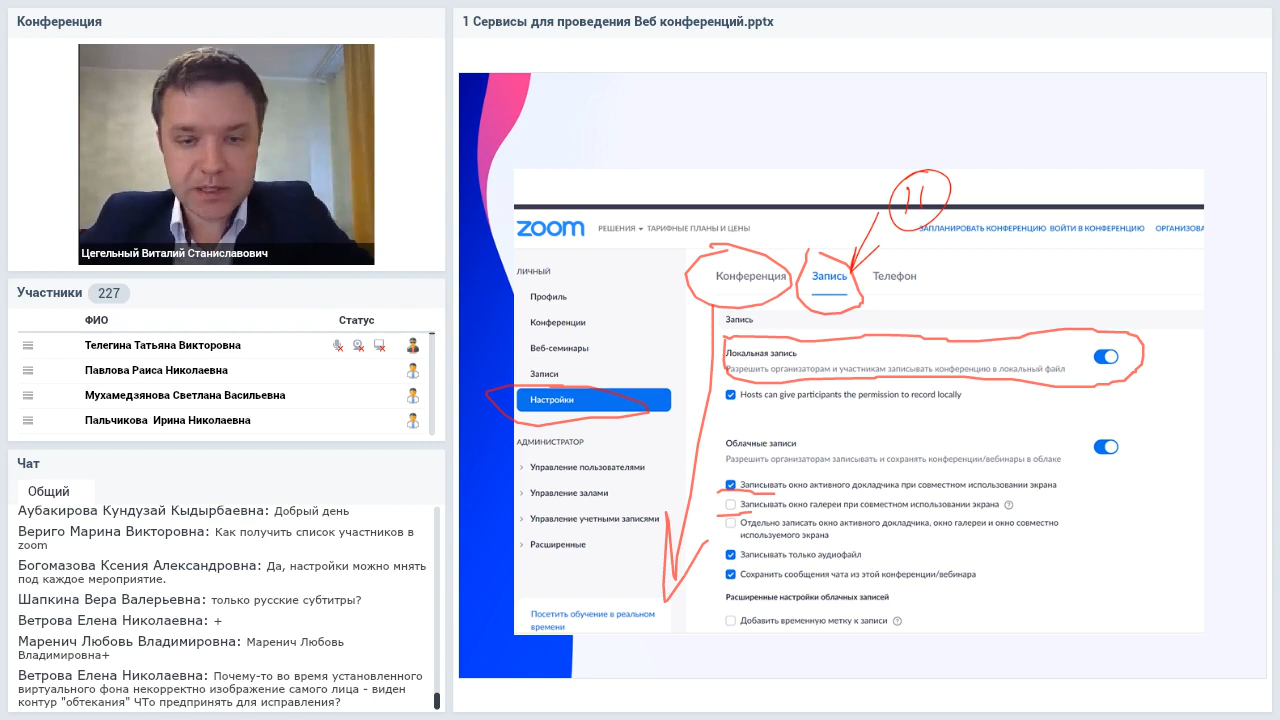 Конференция
Цегельный Виталий Станиславович
Участники 227
ФИО Статус
Телегина Татьяна Викторовна
Павлова Раиса Николаевна
Мухамедзянова Светлана Васильевна
Пальчикова Ирина Николаевна
Чат
Общий
Аубакирова Кундузай Кыдырбаевна: Добрый день
Вериго Марина Викторовна: Как получить список участников в
zoom
Богомазова Ксения Александровна: Да, настройки можно мнять
под каждое мероприятие.
Шапкина Вера Валерьевна: только русские субтитры?
Ветрова Елена Николаевна: +
Маренич Любовь Владимировна: Маренич Любовь
Владимировна+
Ветрова Елена Николаевна: Почему-то во время установленного
виртуального фона некорректно изображение самого лица - виден
контур "обтекания" ЧТо предпринять для исправления?
1 Сервисы для проведения Веб конференций.pptx
11
zoom РЕШЕНИЯ ТАРИФНЫЕ ПЛАНЫ И ЦЕНЫ ЗАПЛАНИРОВАТЬ КОНФЕРЕНЦИЮ ВОЙТИ В КОНФЕРЕНЦИЮ ОРГАНИЗОВА
ЛИЧНЫЙ
Профиль
Конференции
Веб-семинары
Записи
Настройки
АДМИНИСТРАТОР
Управление пользователями
Управление залами
Управление учетными записями
Расширенные
Посетить обучение в реальном
времени
Конференция Запись Телефон
Запись
Локальная запись
Разрешить организаторам и участникам записывать конференцию в локальный файл
Hosts can give participants the permission to record locally
Облачные записи
Разрешить организаторам записывать и сохранять конференции/вебинары в облаке
Записывать окно активного докладчика при совместном использовании экрана
Записывать окно галереи при совместном использовании экрана ?
Отдельно записать окно активного докладчика, окно галереи и окно совместно
используемого экрана
Записывать только аудиофайл
Сохранить сообщения чата из этой конференции/вебинара
Расширенные настройки облачных записей
Добавить временную метку к записи ?